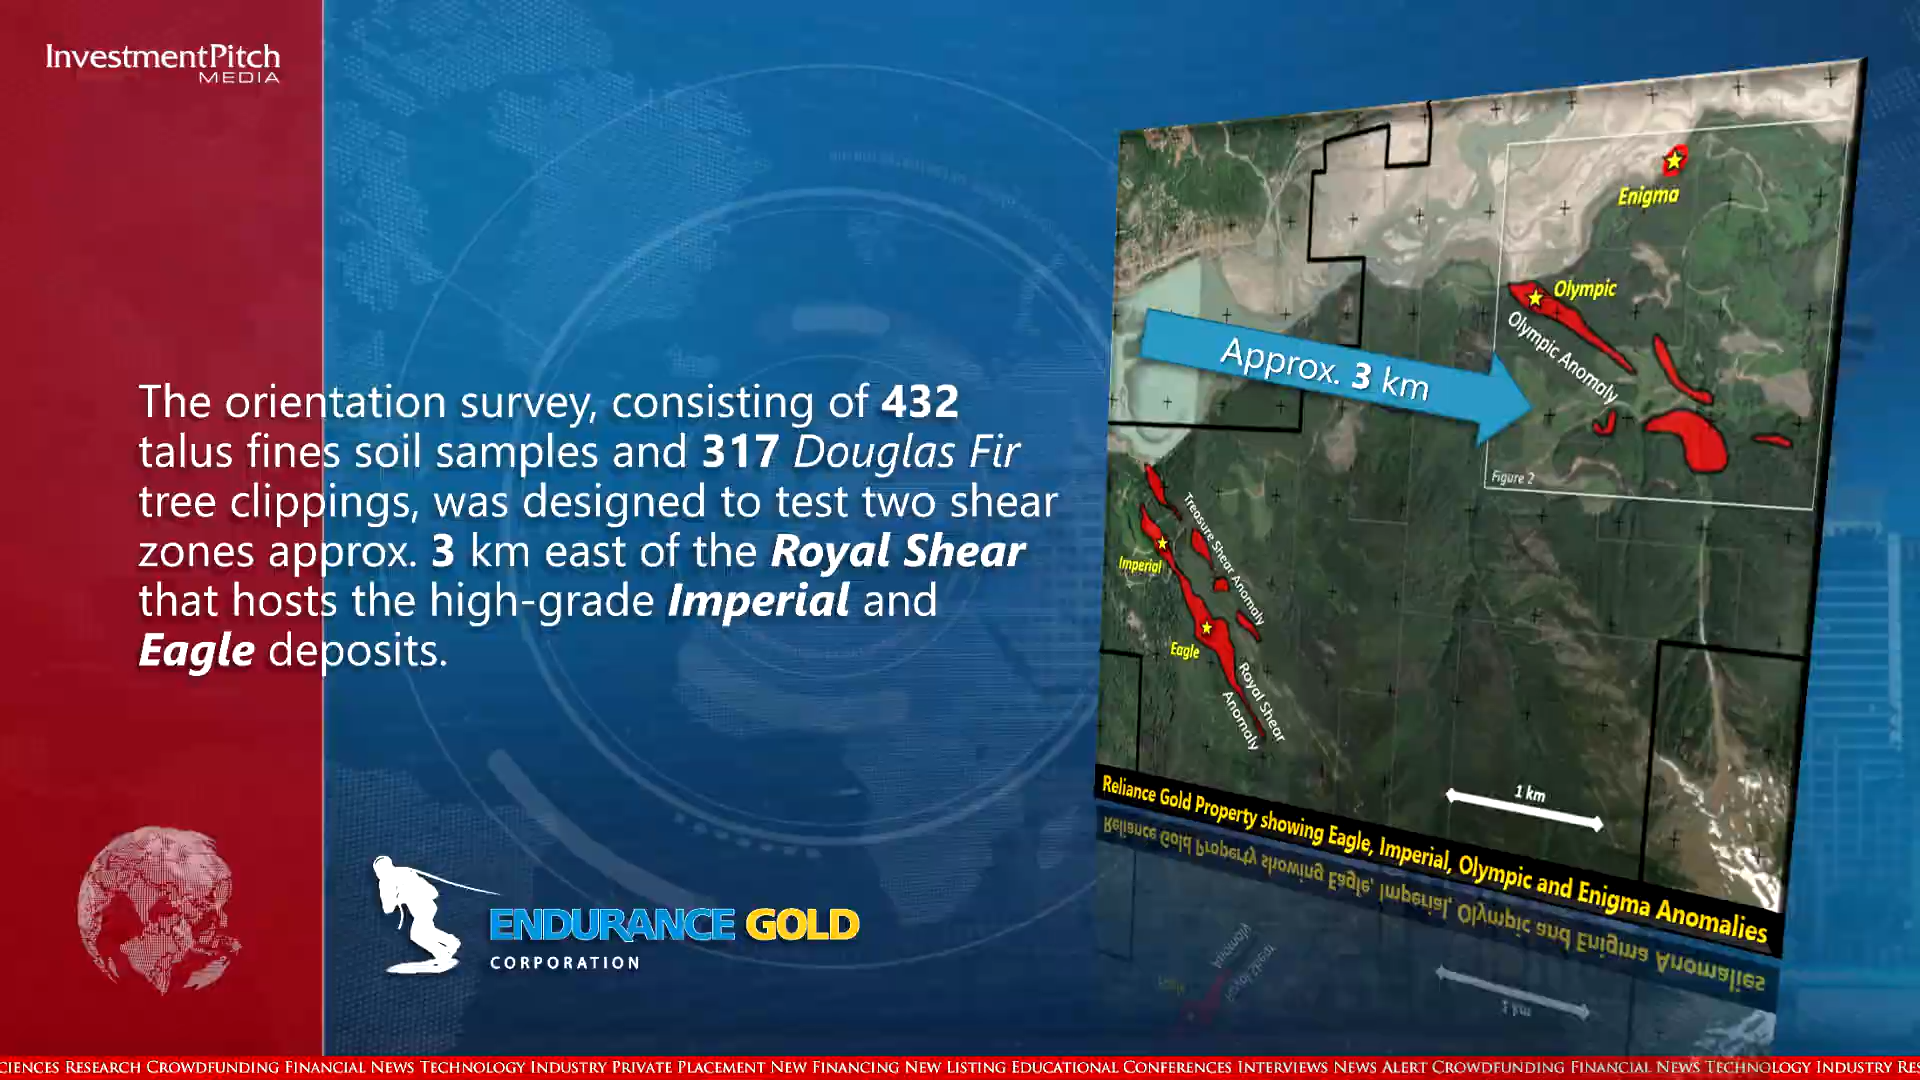 InvestmentPitch
MEDIA
The orientation survey, consisting of 432
talus fines soil samples and 317 Douglas Fir
tree clippings, was designed to test two shear
zones approx. 3 km east of the Royal Shear
that hosts the high-grade Imperial and
Eagle deposits.
ENDURANCE GOLD
CORPORATION
Enigma
Olympic
Olympic Anomaly
Approx. 3 km
Figure 2
Treasure Shear Anomaly
Imperial
Eagle
Royal Shear
Anomaly
1 km
Reliance Gold Property showing Eagle, Imperial, Olympic and Enigma Anomalies
CIENCES RESEARCH CROWDFUNDING FINANCIAL NEWS TECHNOLOGY INDUSTRY PRIVATE PLACEMENT NEW FINANCING NEW LISTING EDUCATIONAL CONFERENCES INTERVIEWS NEWS ALERT CROWDFUNDING FINANCIAL NEWS TECHNOLOGY INDUSTRY RES